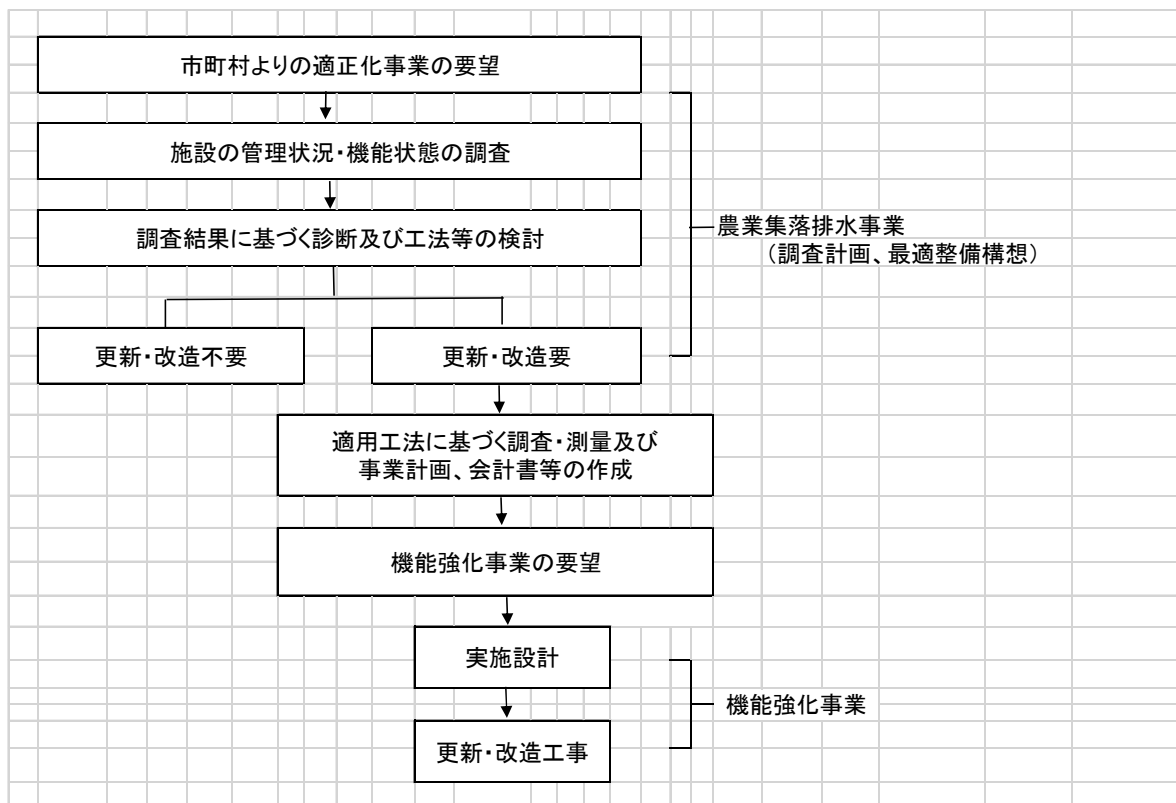 市町村よりの適正化事業の要望
施設の管理状況・機能状態の調査
調査結果に基づく診断及び工法等の検討
農業集落排水事業
（調査計画、最適整備構想）
更新・改造不要
更新・改造要
適用工法に基づく調査・測量及び
事業計画、会計書等の作成
機能強化事業の要望
実施設計
機能強化事業
更新・改造工事